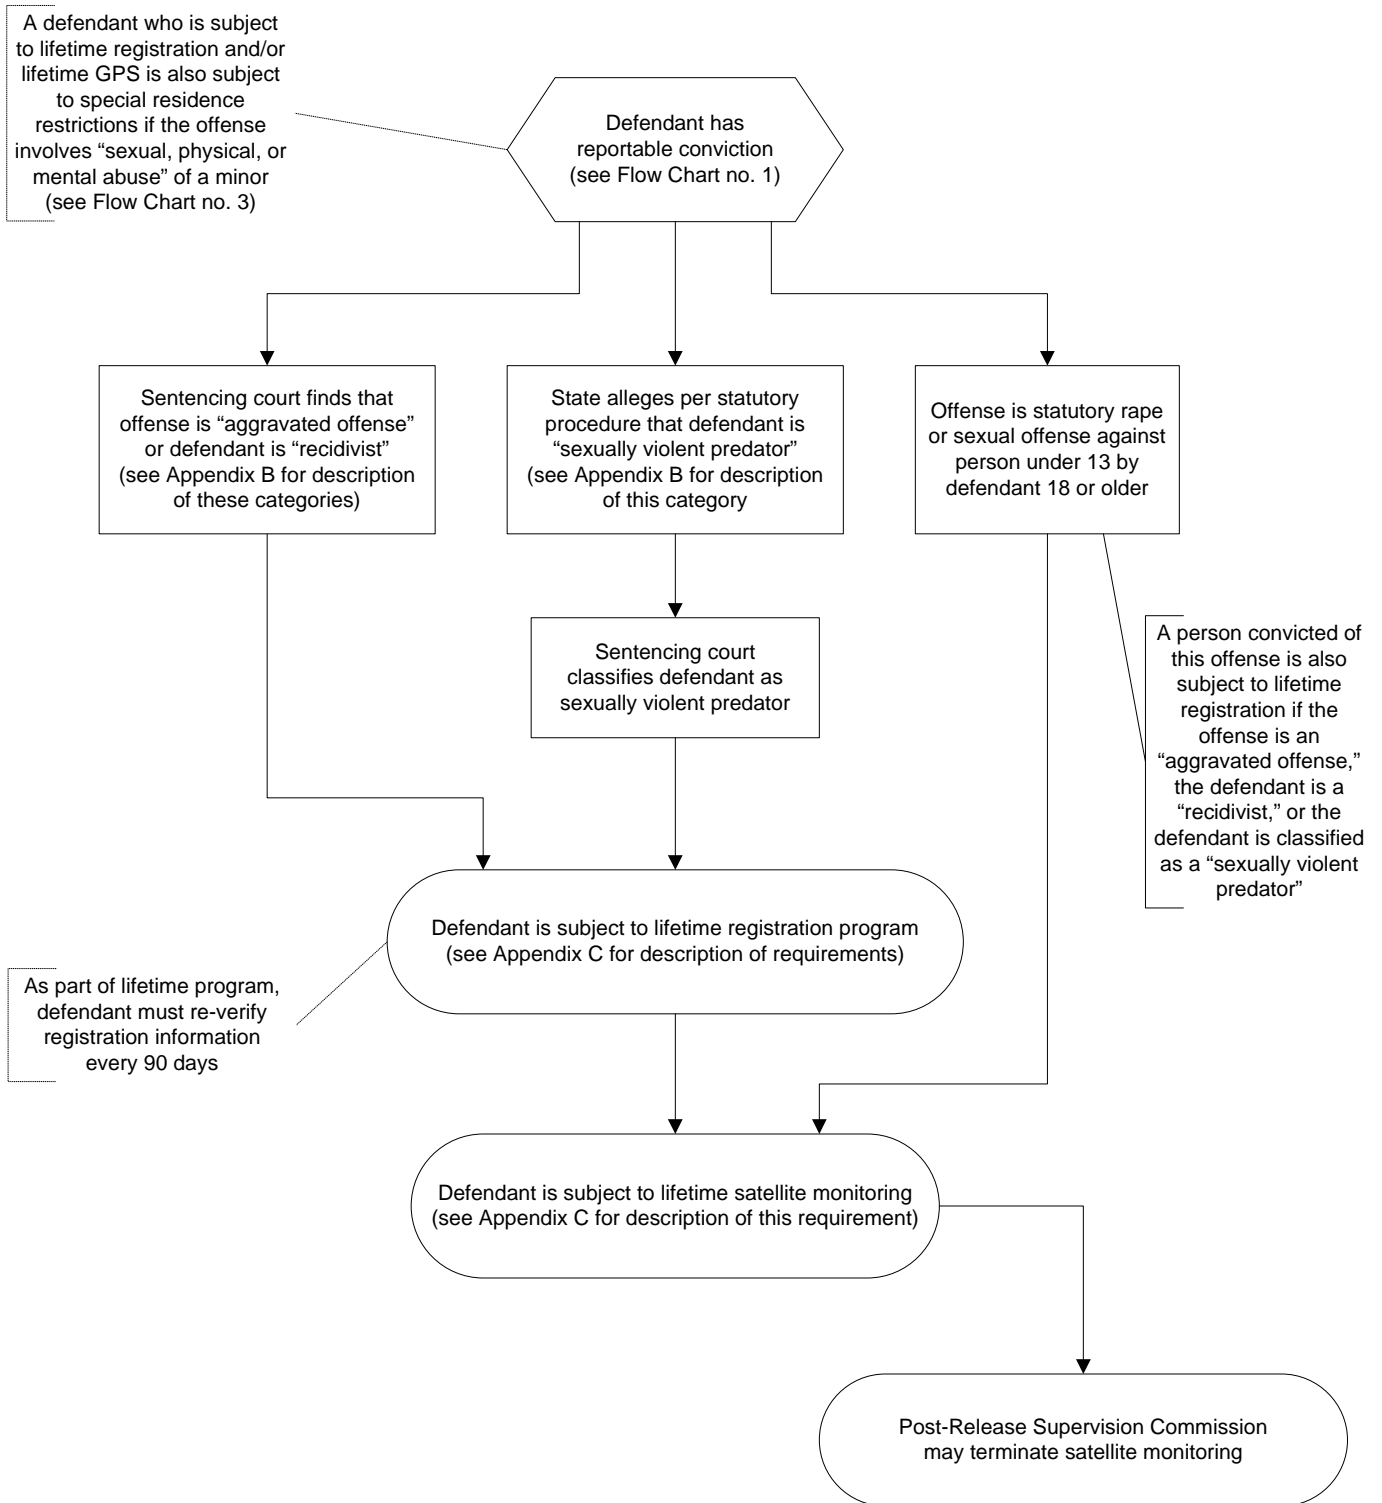 A defendant who is subject
to lifetime registration and/or
lifetime GPS is also subject
to special residence
restrictions if the offense
involves “sexual, physical, or
mental abuse” of a minor
(see Flow Chart no. 3)
Defendant has
reportable conviction
(see Flow Chart no. 1)
Sentencing court finds that
offense is “aggravated offense”
or defendant is “recidivist”
(see Appendix B for description
of these categories)
State alleges per statutory
procedure that defendant is
“sexually violent predator”
(see Appendix B for description
of this category
Offense is statutory rape
or sexual offense against
person under 13 by
defendant 18 or older
Sentencing court
classifies defendant as
sexually violent predator
A person convicted of
this offense is also
subject to lifetime
registration if the
offense is an
“aggravated offense,”
the defendant is a
“recidivist,” or the
defendant is classified
as a “sexually violent
predator”
Defendant is subject to lifetime registration program
(see Appendix C for description of requirements)
As part of lifetime program,
defendant must re-verify
registration information
every 90 days
Defendant is subject to lifetime satellite monitoring
(see Appendix C for description of this requirement)
Post-Release Supervision Commission
may terminate satellite monitoring